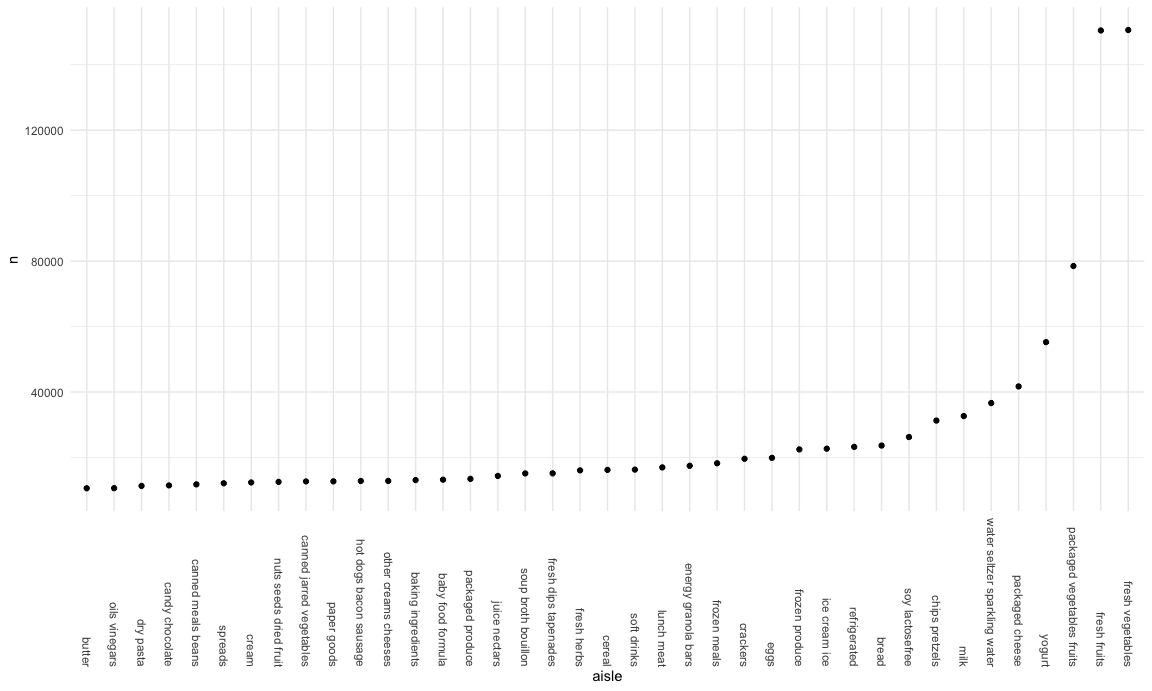 120000
80000
40000
n
butter
oils vinegars
dry pasta
candy chocolate
canned meals beans
spreads
cream
nuts seeds dried fruit
canned jarred vegetables
paper goods
hot dogs bacon sausage
other creams cheeses
baking ingredients
baby food formula
packaged produce
juice nectars
soup broth bouillon
fresh dips tapenades
fresh herbs
cereal
soft drinks
lunch meat
energy granola bars
frozen meals
crackers
eggs
frozen produce
ice cream ice
refrigerated
bread
soy lactosefree
chips pretzels
milk
water seltzer sparkling water
packaged cheese
yogurt
packaged vegetables fruits
fresh fruits
fresh vegetables
aisle